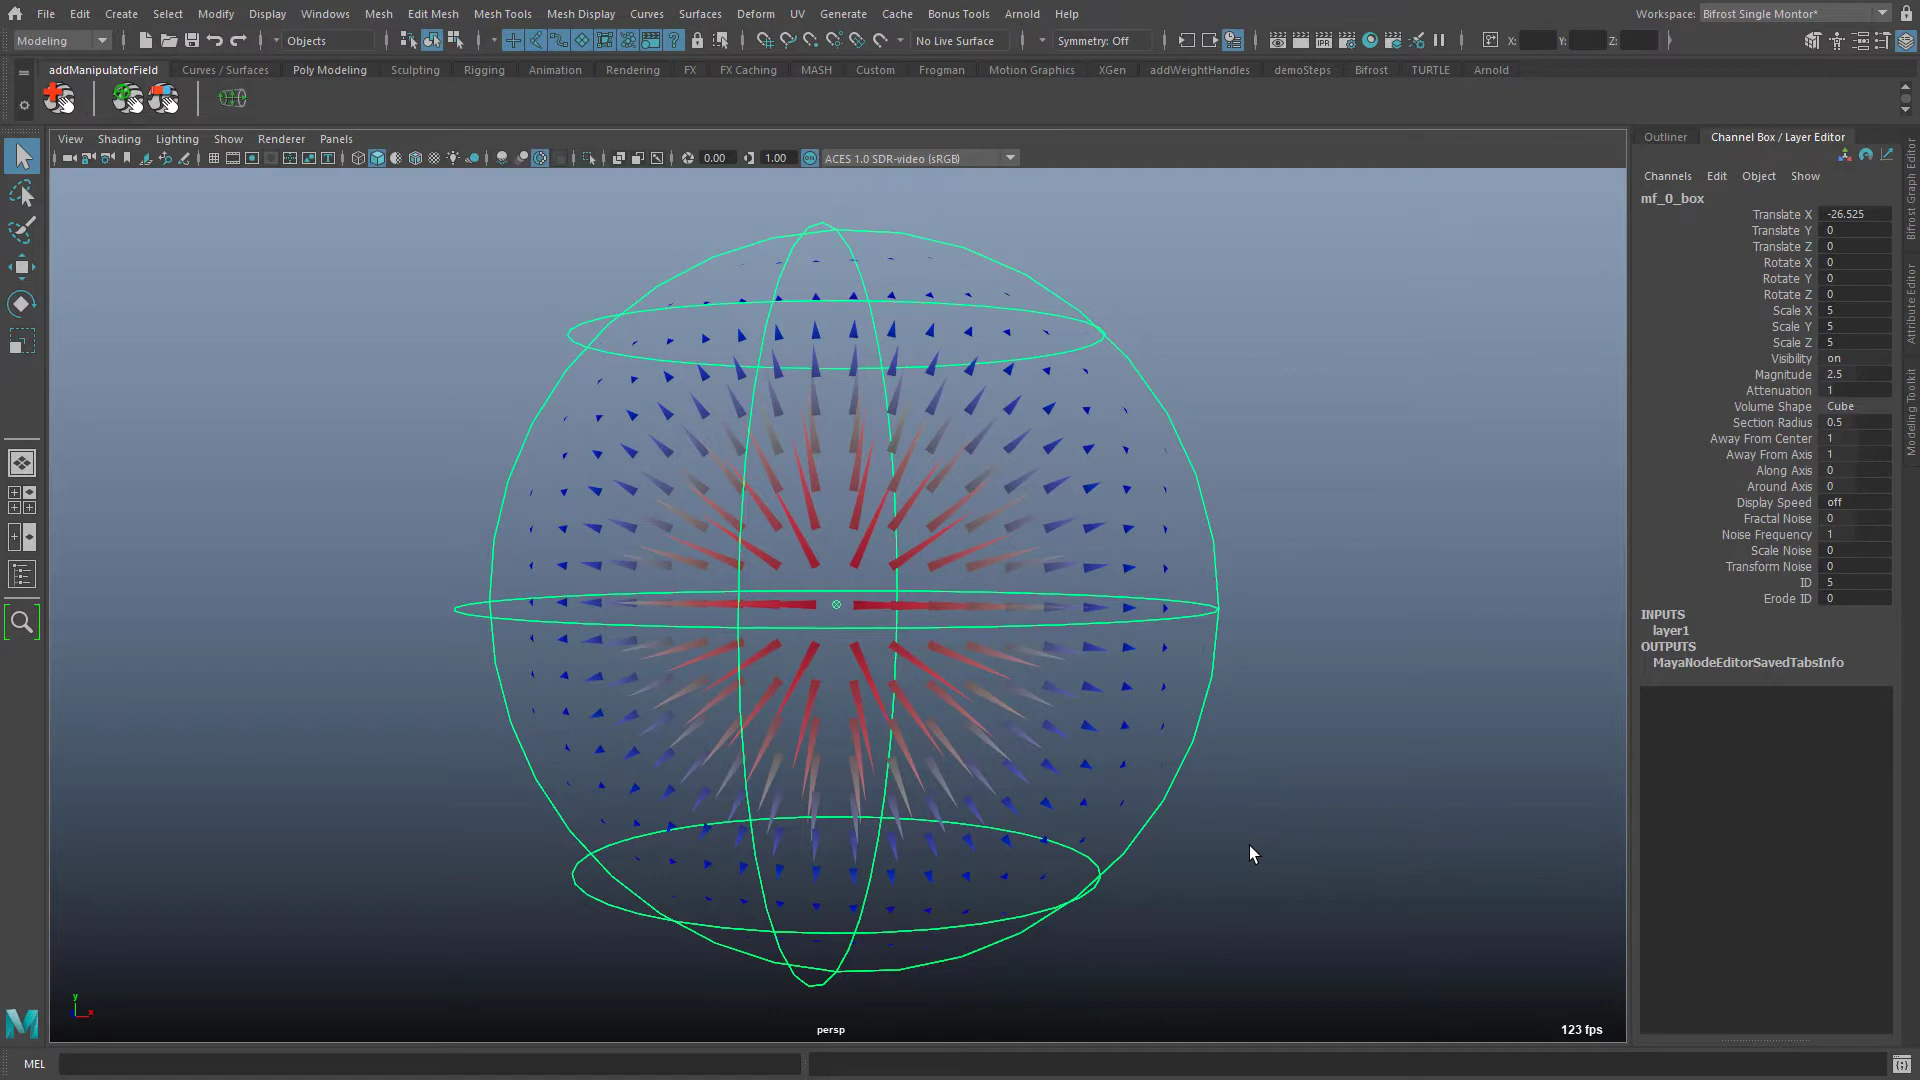 File Edit Create Select Modify Display Windows Mesh Edit Mesh Mesh Tools Mesh Display Curves Surfaces Deform UV Generate Cache Bonus Tools Arnold Help Workspace: Bifrost Single Montor*
Modeling Objects No Live Surface Symmetry: Off X: Y: Z:
addManipulatorField Curves / Surfaces Poly Modeling Sculpting Rigging Animation Rendering FX FX Caching MASH Custom Frogman Motion Graphics XGen addWeightHandles demoSteps Bifrost TURTLE Arnold
View Shading Lighting Show Renderer Panels
0.00 1.00 ACES 1.0 SDR-video (sRGB)
Outliner Channel Box / Layer Editor
Channels Edit Object Show
mf_0_box
Translate X -26.525
Translate Y 0
Translate Z 0
Rotate X 0
Rotate Y 0
Rotate Z 0
Scale X 5
Scale Y 5
Scale Z 5
Visibility on
Magnitude 2.5
Attenuation 1
Volume Shape Cube
Section Radius 0.5
Away From Center 1
Away From Axis 1
Along Axis 0
Around Axis 0
Display Speed off
Fractal Noise 0
Noise Frequency 1
Scale Noise 0
Transform Noise 0
ID 5
Erode ID 0
INPUTS
layer1
OUTPUTS
MayaNodeEditorSavedTabsInfo
Bifrost Graph Editor
Attribute Editor
Modeling Toolkit
y
x
persp
123 fps
MEL